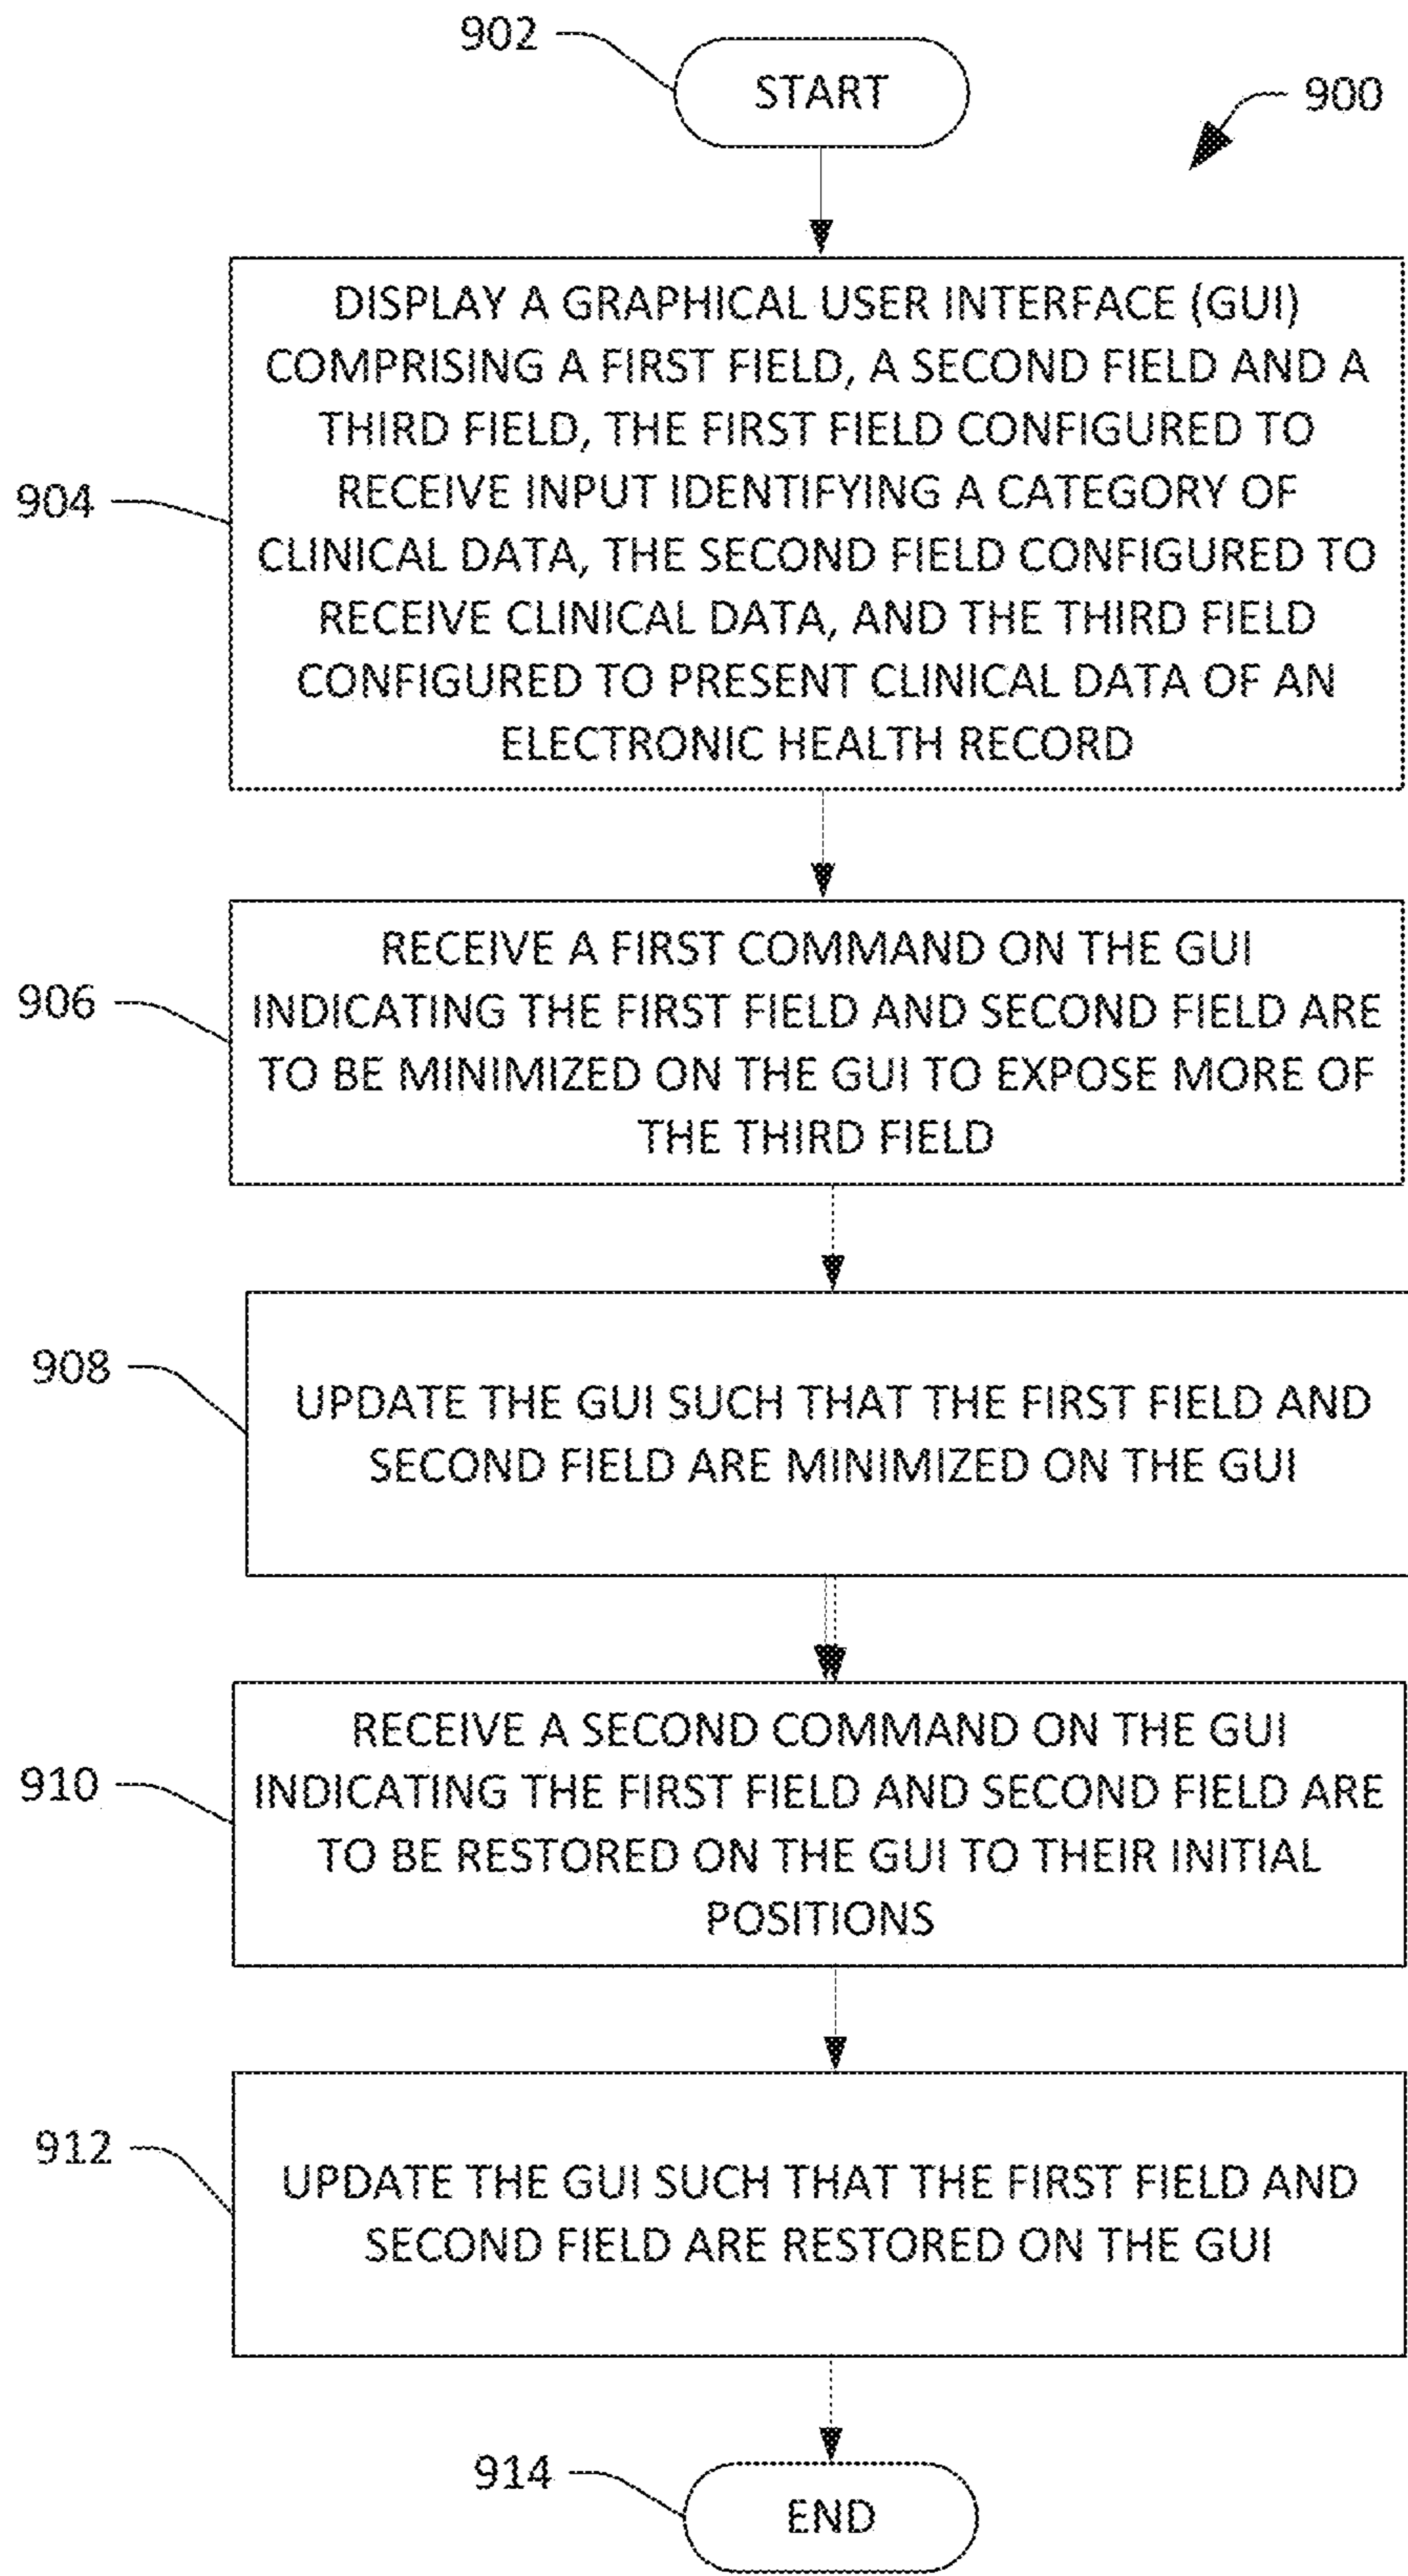 902
START
900
DISPLAY A GRAPHICAL USER INTERFACE (GUI)
COMPRISING A FIRST FIELD, A SECOND FIELD AND A
THIRD FIELD, THE FIRST FIELD CONFIGURED TO
RECEIVE INPUT IDENTIFYING A CATEGORY OF
904
CLINICAL DATA, THE SECOND FIELD CONFIGURED TO
RECEIVE CLINICAL DATA, AND THE THIRD FIELD
CONFIGURED TO PRESENT CLINICAL DATA OF AN
ELECTRONIC HEALTH RECORD
RECEIVE A FIRST COMMAND ON THE GUI
906
INDICATING THE FIRST FIELD AND SECOND FIELD ARE
TO BE MINIMIZED ON THE GUI TO EXPOSE MORE OF
THE THIRD FIELD
908
UPDATE THE GUI SUCH THAT THE FIRST FIELD AND
SECOND FIELD ARE MINIMIZED ON THE GUI
RECEIVE A SECOND COMMAND ON THE GUI
910
INDICATING THE FIRST FIELD AND SECOND FIELD ARE
TO BE RESTORED ON THE GUI TO THEIR INITIAL
POSITIONS
912
UPDATE THE GUI SUCH THAT THE FIRST FIELD AND
SECOND FIELD ARE RESTORED ON THE GUI
914
END